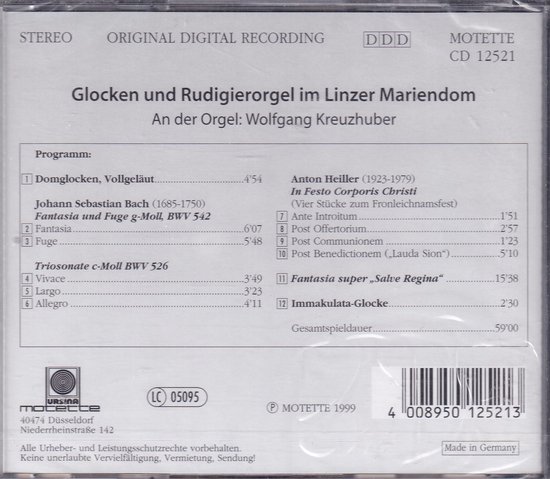 STEREO ORIGINAL DIGITAL RECORDING DDD MOTETTE
CD 12521
Glocken und Rudigierorgel im Linzer Mariendom
An der Orgel: Wolfgang Kreuzhuber
Programm:
1 Domglocken, Vollgeläut 4'54
Johann Sebastian Bach (1685-1750)
Fantasia und Fuge g-Moll, BWV 542
2 Fantasia 6'07
3 Fuge 5'48
Triosonate c-Moll BWV 526
4 Vivace 3'49
5 Largo 3'23
6 Allegro 4'11
Anton Heiller (1923-1979)
In Festo Corporis Christi
(Vier Stücke zum Fronleichnamsfest)
7 Ante Introitum 1'51
8 Post Offertorium 2'57
9 Post Communionem 1'23
10 Post Benedictionem („Lauda Sion") 5'10
11 Fantasia super „Salve Regina" 15'38
12 Immakulata-Glocke 2'30
Gesamtspieldauer 59'00
URSINA
motette
40474 Düsseldorf
Niederrheinstraße 142
LC 05095
Ⓟ MOTETTE 1999
4 008950 125213
Alle Urheber- und Leistungsschutzrechte vorbehalten.
Keine unerlaubte Vervielfältigung, Vermietung, Sendung!
Made in Germany